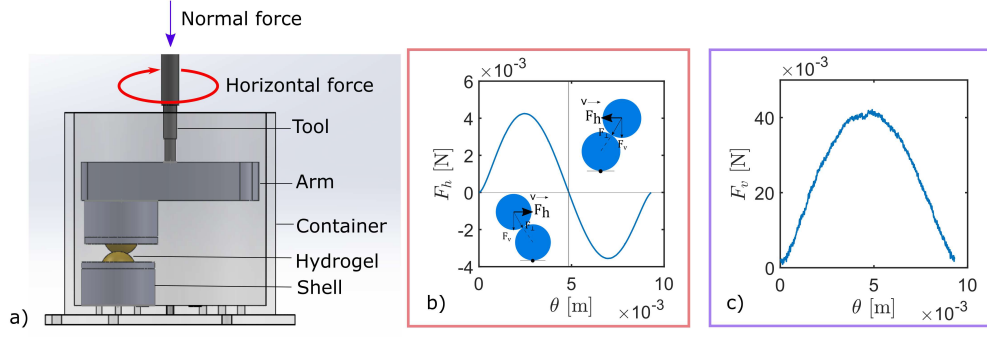 Normal force
Horizontal force
Tool
Arm
Container
Hydrogel
Shell
a)
×10⁻³
6
4
2
0
-2
-4
F_h [N]
V
F_h
F_⊥
F_v
V
F_h
F_⊥
F_v
0
5
10
θ [m]
×10⁻³
b)
×10⁻³
40
20
0
F_v [N]
0
5
10
θ [m]
×10⁻³
c)